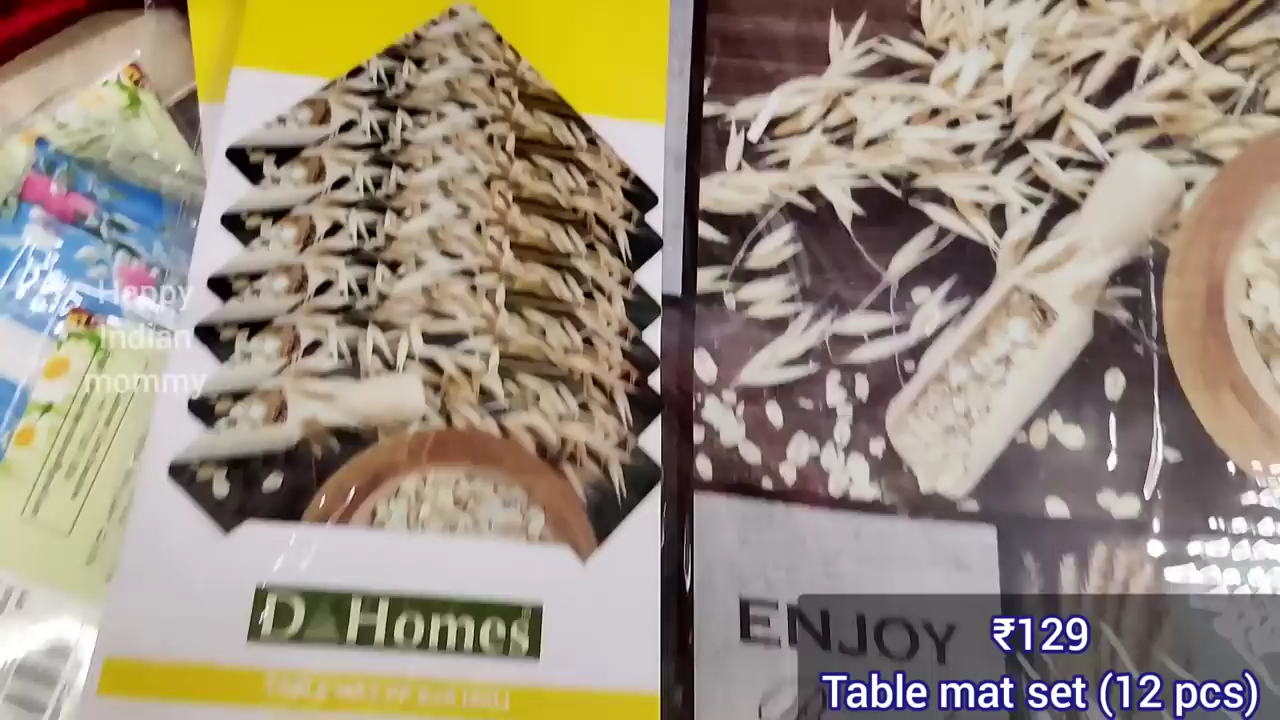 Happy
Indian
mommy
D Homes
ENJOY
₹129
Table mat set (12 pcs)